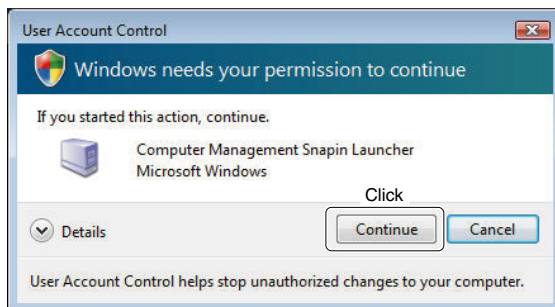 User Account Control
Windows needs your permission to continue
If you started this action, continue.
Computer Management Snapin Launcher
Microsoft Windows
Click
Details
Continue
Cancel
User Account Control helps stop unauthorized changes to your computer.